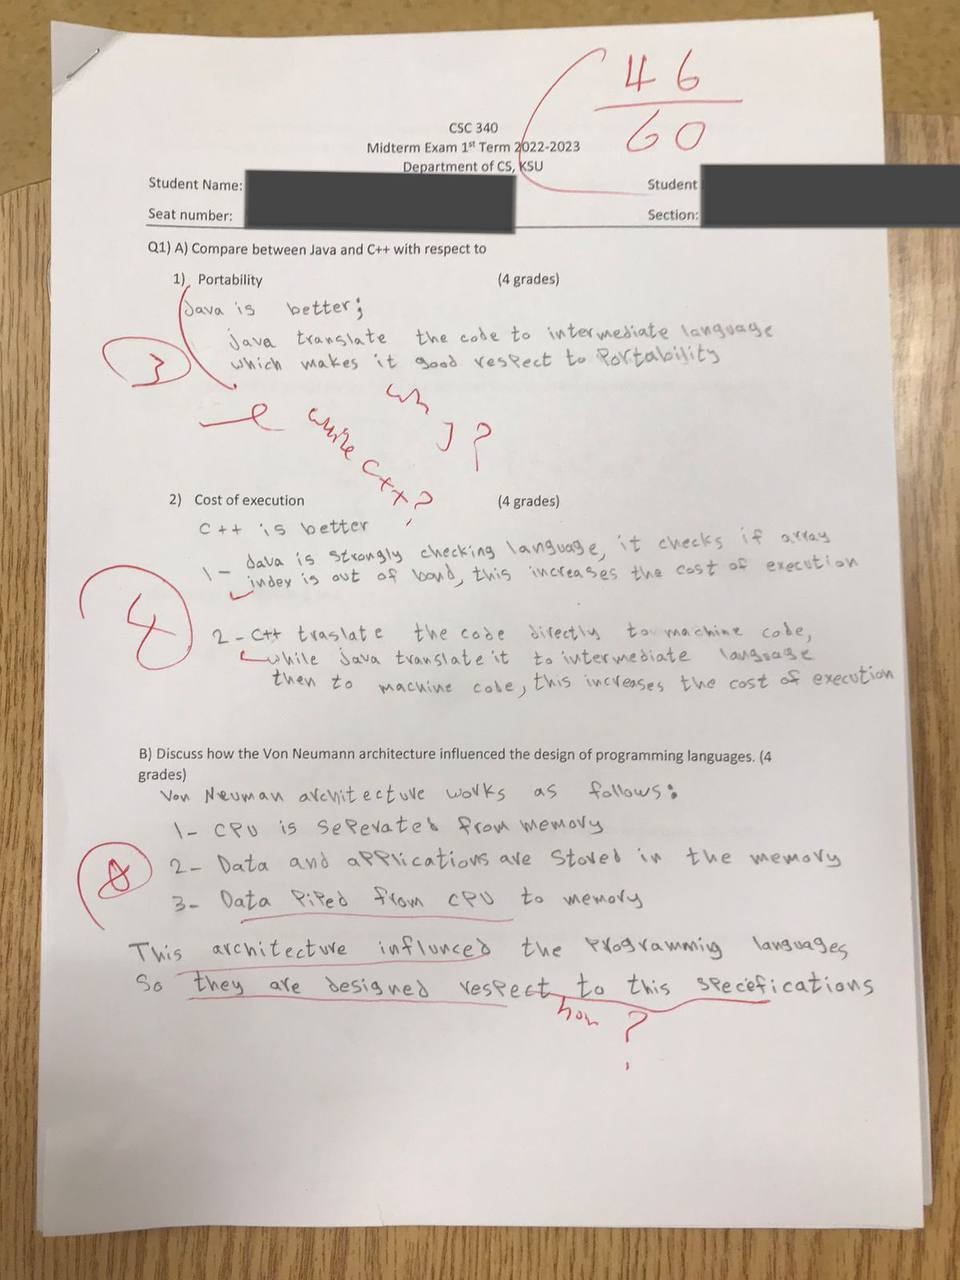 46
60
CSC 340
Midterm Exam 1st Term 2022-2023
Department of CS, KSU
Student Name: Student
Seat number: Section:
Q1) A) Compare between Java and C++ with respect to
1) Portability (4 grades)
Java is better;
java translate the code to intermediate language
which makes it good respect to Portability
3
why?
while C++?
2) Cost of execution (4 grades)
C++ is better
1- Java is strongly checking language, it checks if array
index is out of bond, this increases the cost of execution
4
2- C++ traslate the code directly to machine code,
while java translate it to intermediate language
then to machine code, this increases the cost of execution
B) Discuss how the Von Neumann architecture influenced the design of programming languages. (4
grades)
Von Neuman architecture works as follows:
1- CPU is seperated from memory
2- Data and applications are stored in the memory
3- Data piped from CPU to memory
This architecture influnced the programmig languages
So they are designed respect to this specefications
how ?